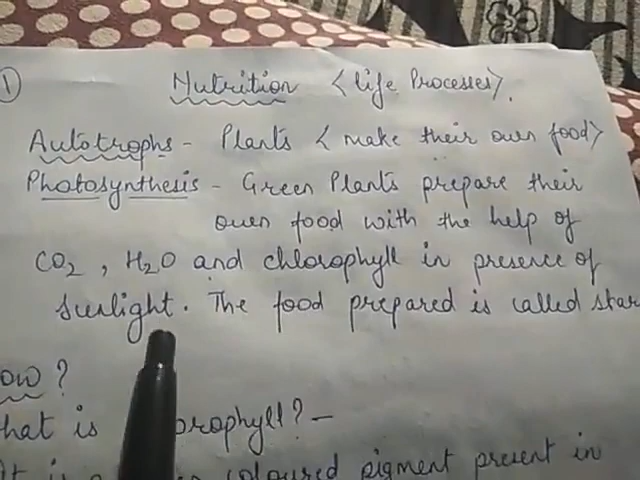 1 Nutrition <life Processes>.
Autotrophs - Plants < make their own food>
Photosynthesis - Green Plants prepare their
own food with the help of
CO2 , H2O and chlorophyll in presence of
Sunlight. The food prepared is called star
ow ?
hat is orophyll? -
coloured pigment present in